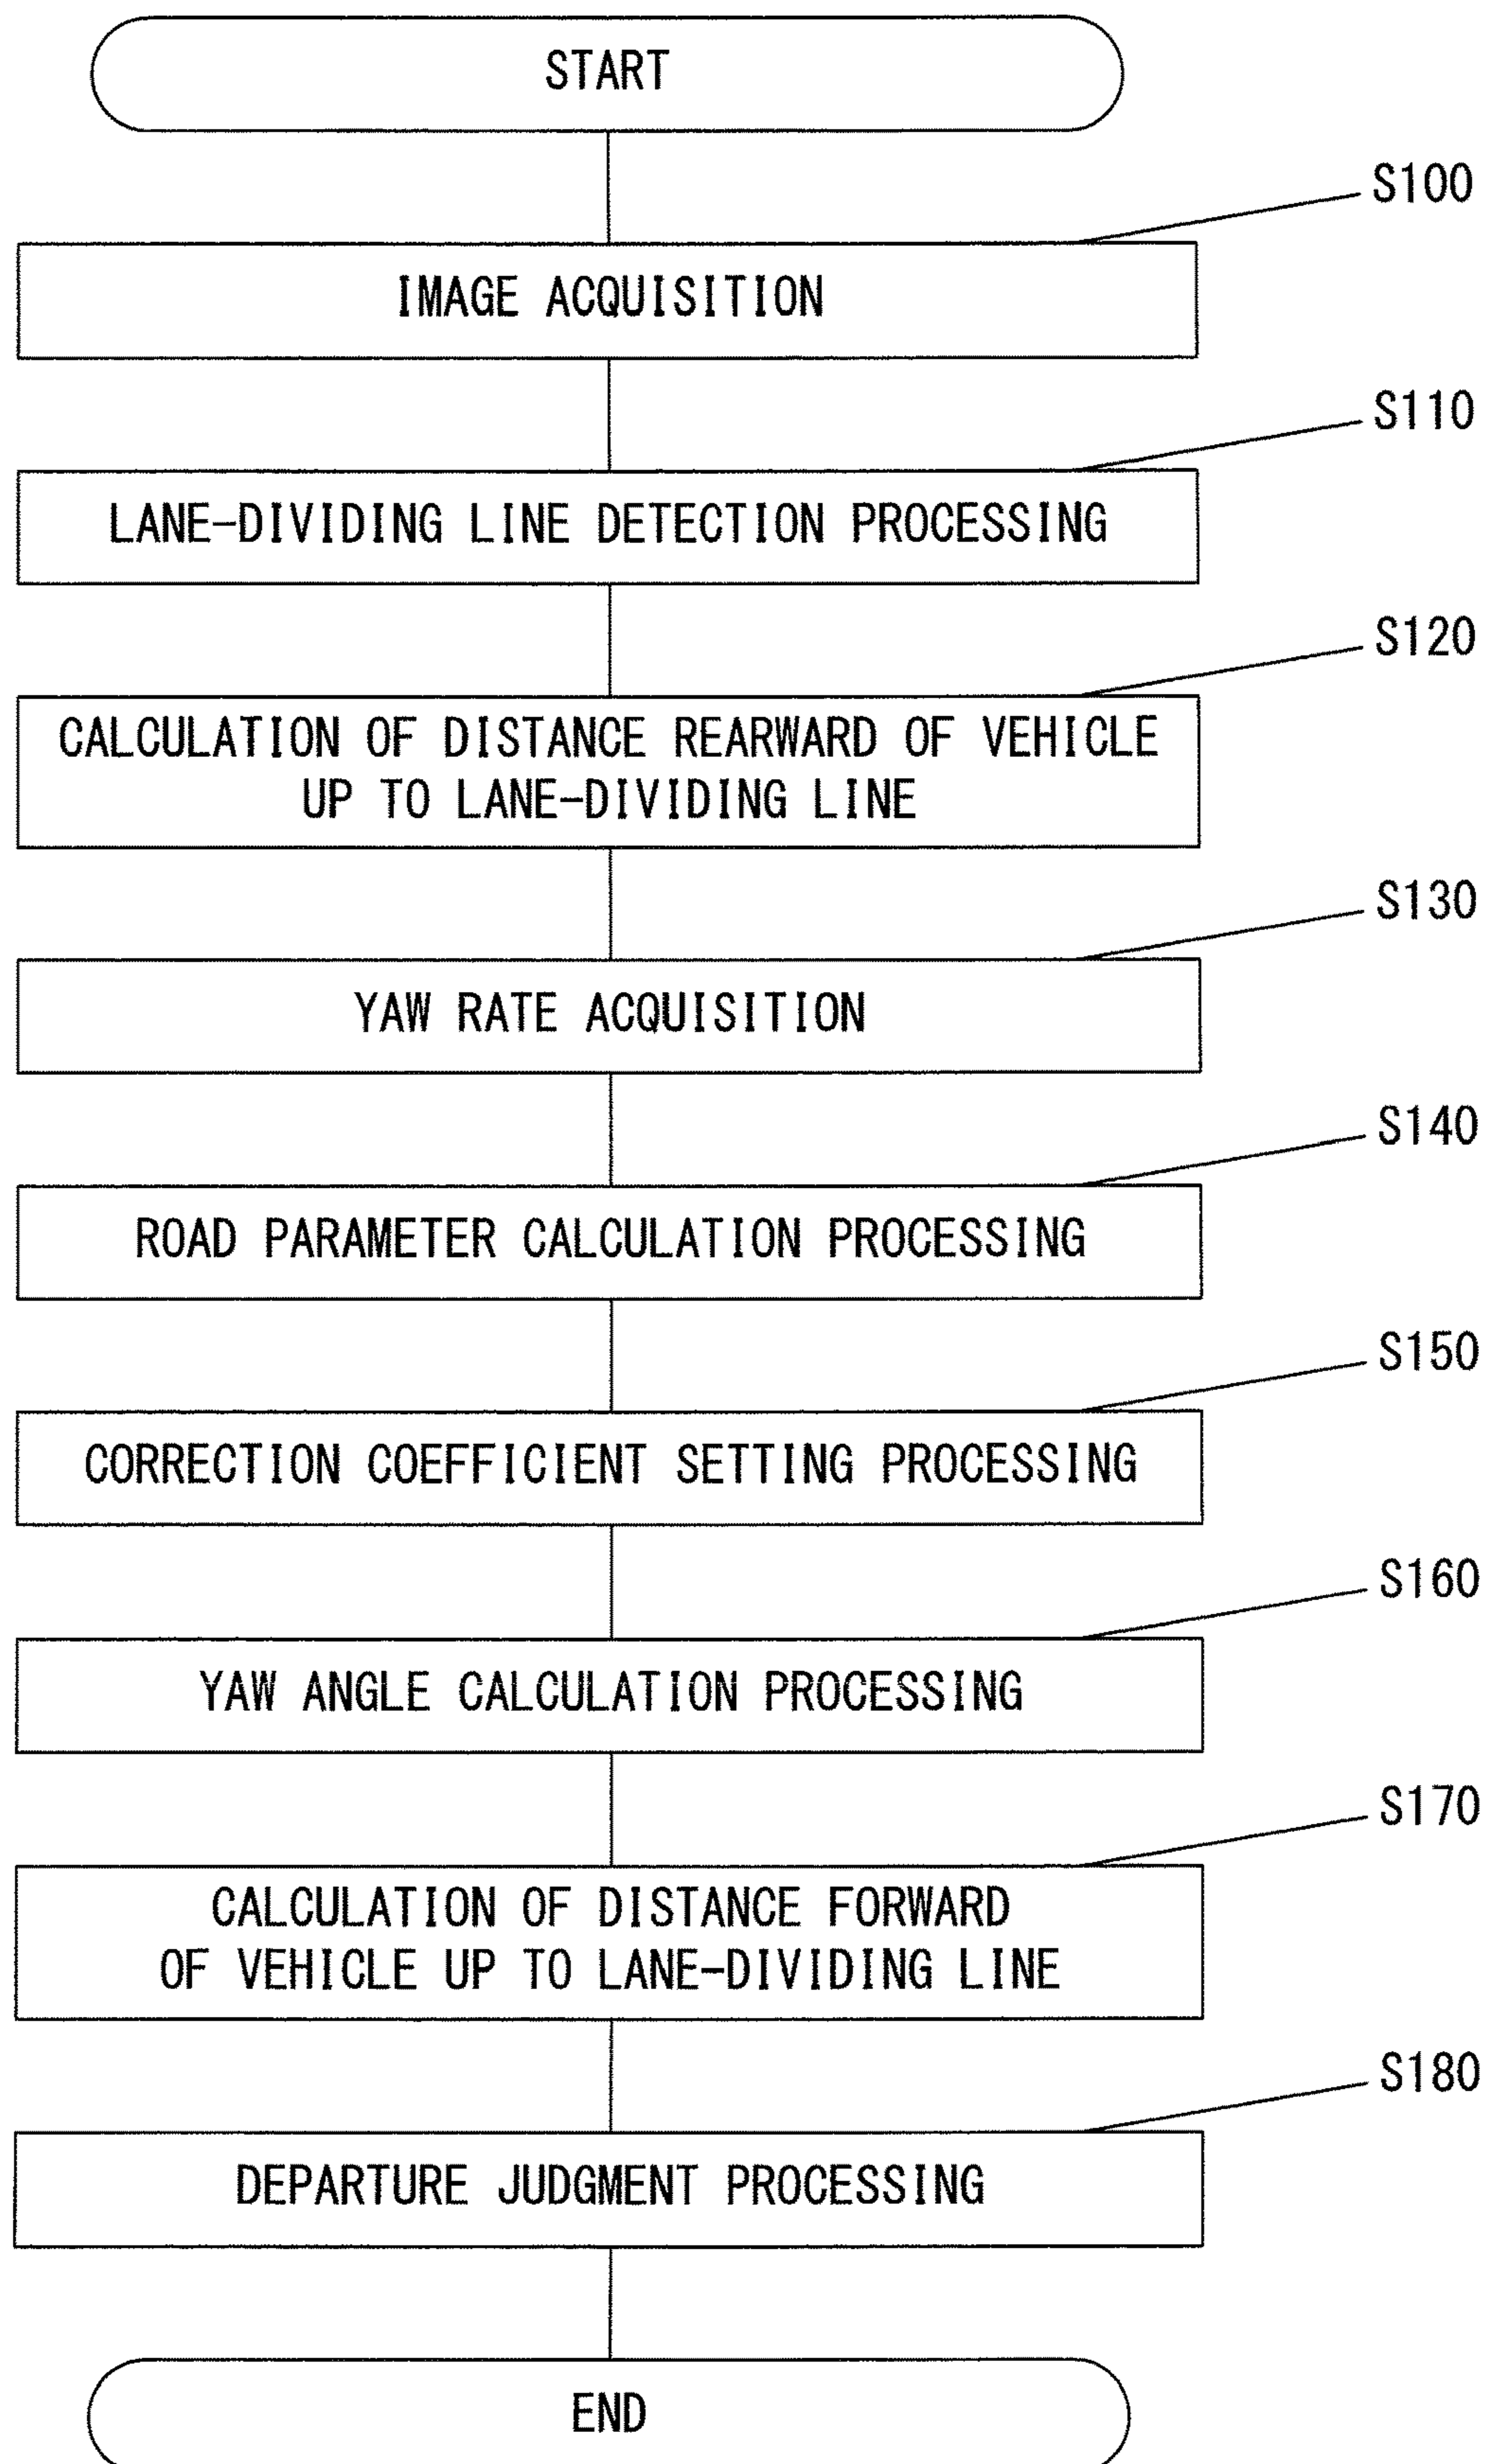 START
S100
IMAGE ACQUISITION
S110
LANE-DIVIDING LINE DETECTION PROCESSING
S120
CALCULATION OF DISTANCE REARWARD OF VEHICLE
UP TO LANE-DIVIDING LINE
S130
YAW RATE ACQUISITION
S140
ROAD PARAMETER CALCULATION PROCESSING
S150
CORRECTION COEFFICIENT SETTING PROCESSING
S160
YAW ANGLE CALCULATION PROCESSING
S170
CALCULATION OF DISTANCE FORWARD
OF VEHICLE UP TO LANE-DIVIDING LINE
S180
DEPARTURE JUDGMENT PROCESSING
END